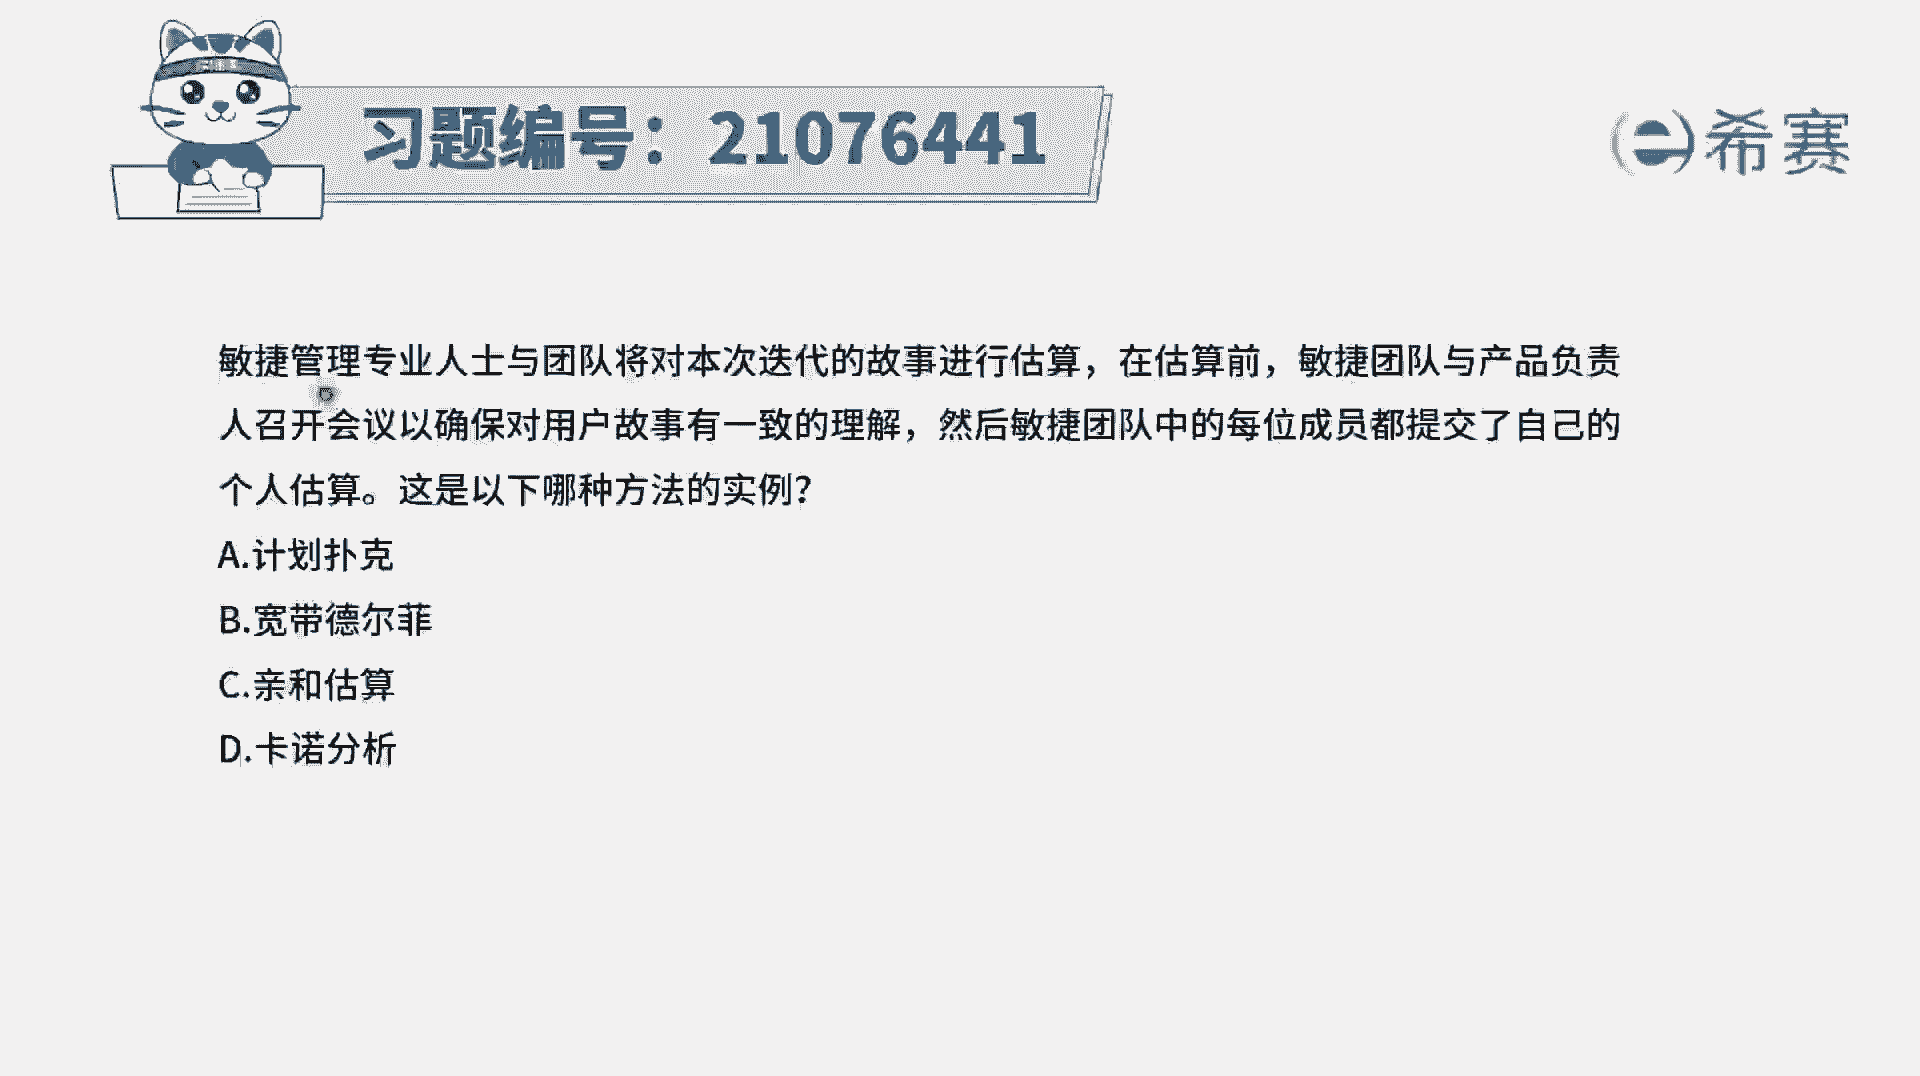 习题编号：21076441
希赛
敏捷管理专业人士与团队将对本次迭代的故事进行估算，在估算前，敏捷团队与产品负责
人召开会议以确保对用户故事有一致的理解，然后敏捷团队中的每位成员都提交了自己的
个人估算。这是以下哪种方法的实例？
A.计划扑克
B.宽带德尔菲
C.亲和估算
D.卡诺分析